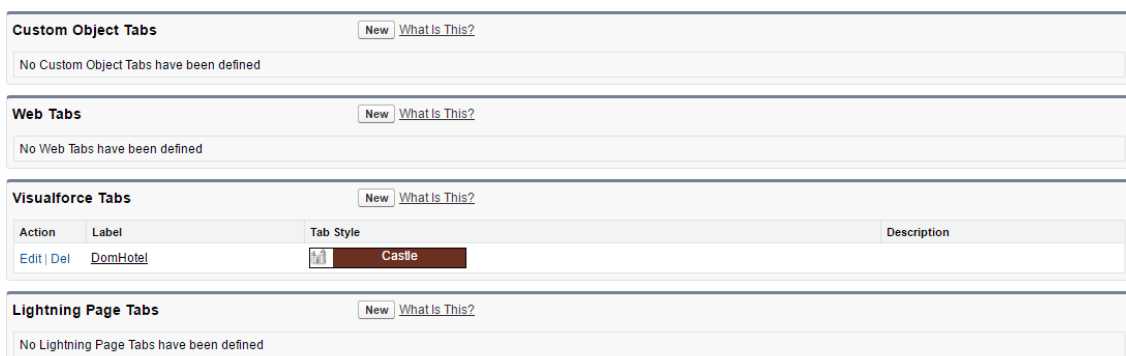 Custom Object Tabs New What Is This?
No Custom Object Tabs have been defined
Web Tabs New What Is This?
No Web Tabs have been defined
Visualforce Tabs New What Is This?
Action Label Tab Style Description
Edit | Del DomHotel Castle
Lightning Page Tabs New What Is This?
No Lightning Page Tabs have been defined